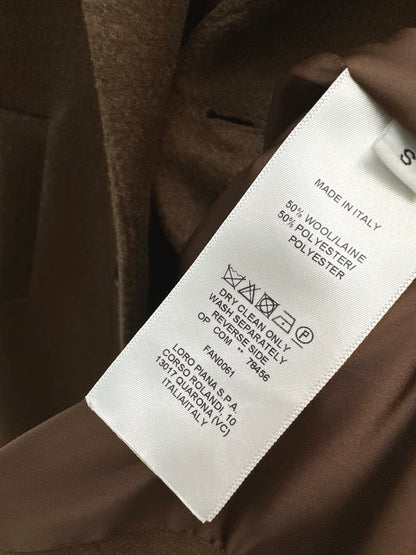 S
MADE IN ITALY
50% WOOL/LAINE
50% POLYESTER/
POLYESTER
P
DRY CLEAN ONLY
WASH SEPARATELY
REVERSE SIDE
OP
COM 78456
FAN0061
LORO PIANA S.P.A.
CORSO ROLANDI, 10
13017 QUARONA (VC)
ITALIA/ITALY